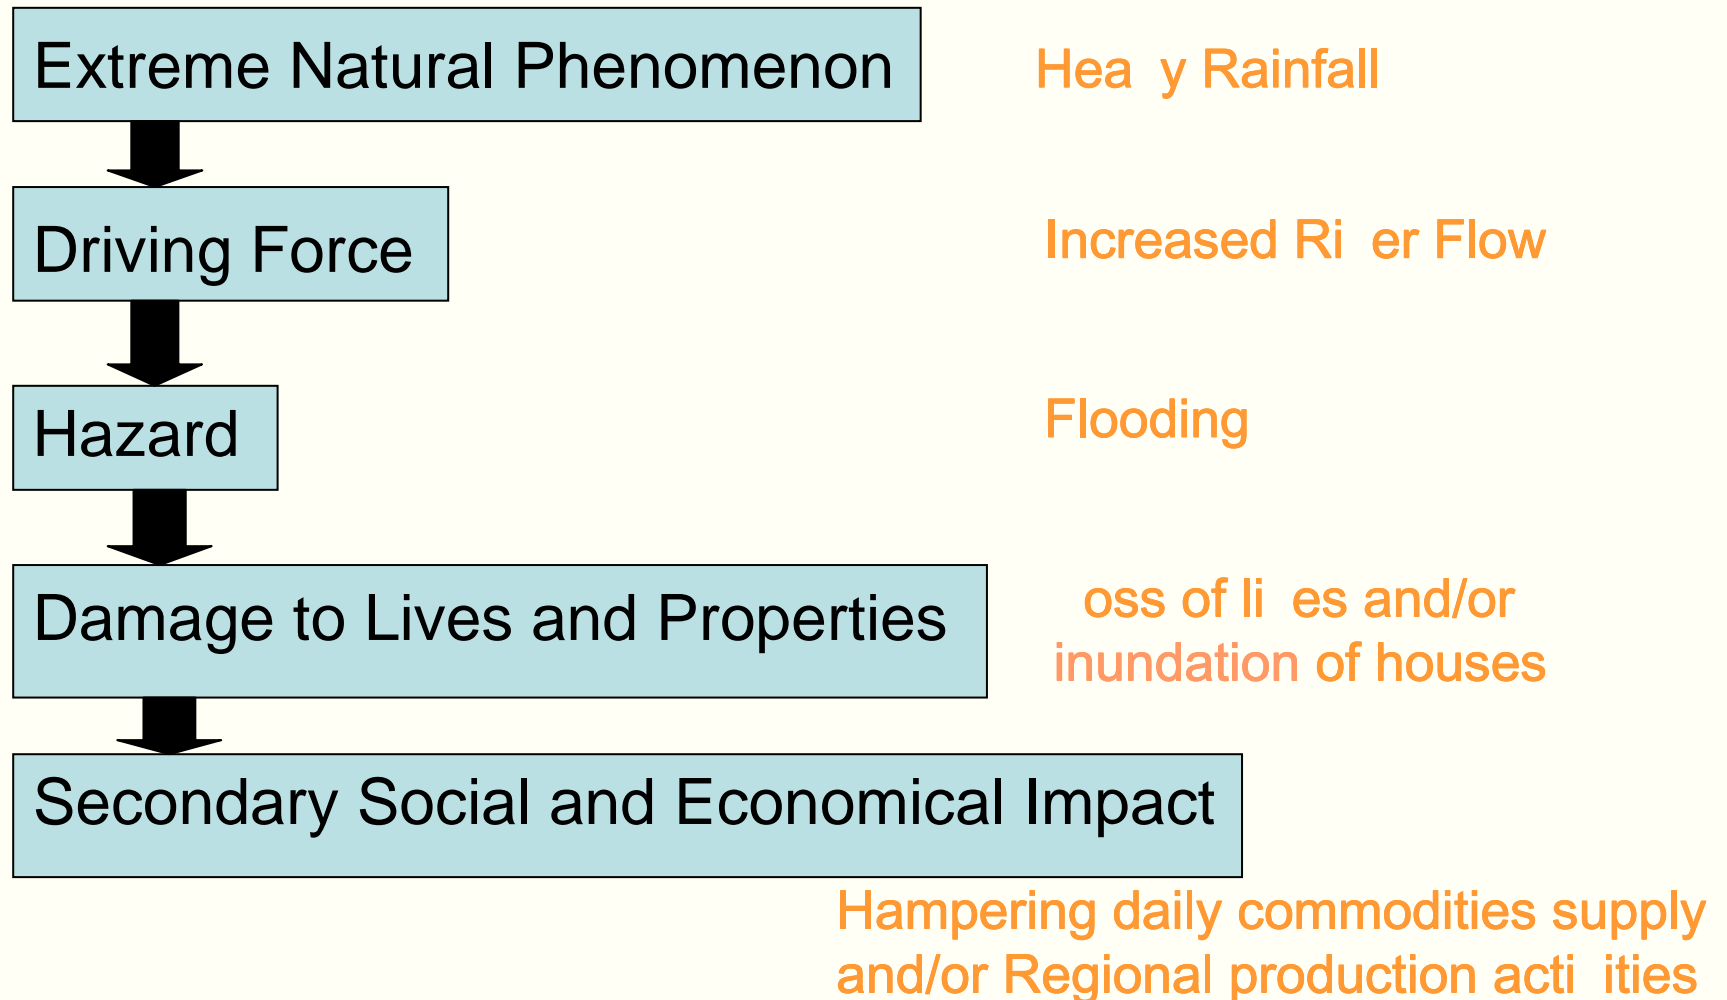 Extreme Natural Phenomenon
Hea y Rainfall
Driving Force
Increased Ri er Flow
Hazard
Flooding
Damage to Lives and Properties
oss of li es and/or
inundation of houses
Secondary Social and Economical Impact
Hampering daily commodities supply
and/or Regional production acti ities